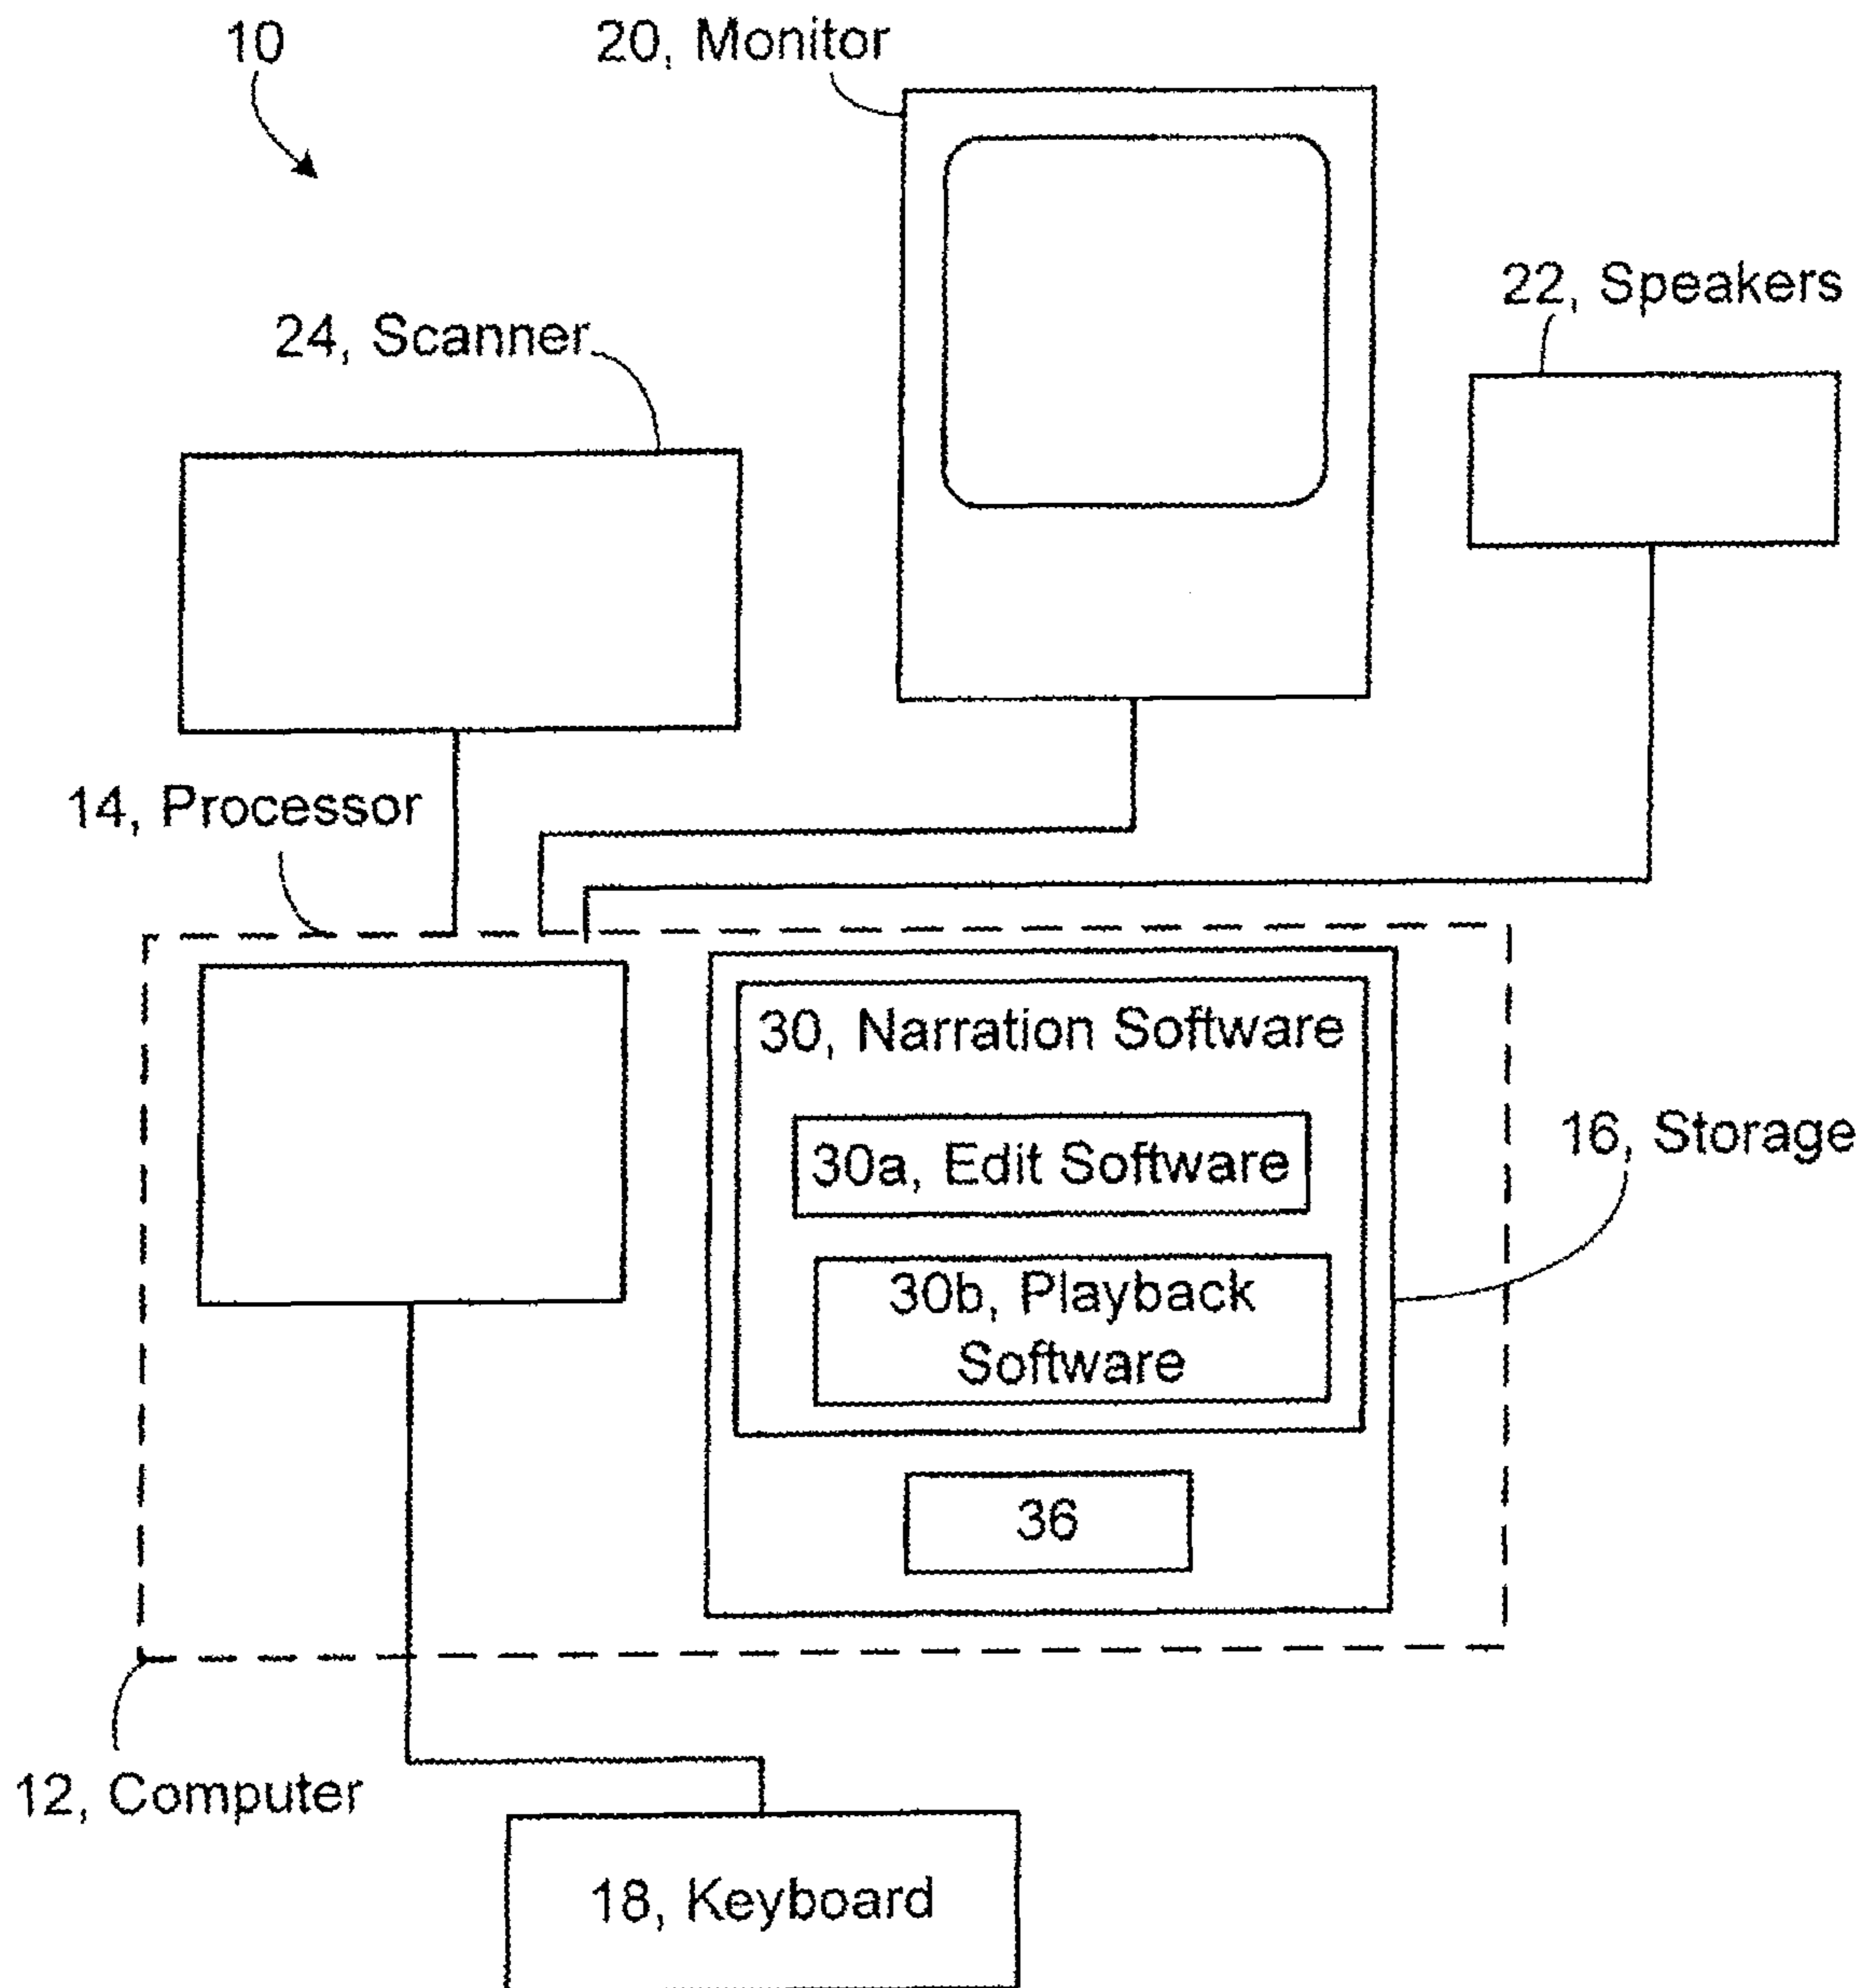 10
20, Monitor
22, Speakers
24, Scanner
14, Processor
30, Narration Software
30a, Edit Software
16, Storage
30b, Playback
Software
36
12, Computer
18, Keyboard